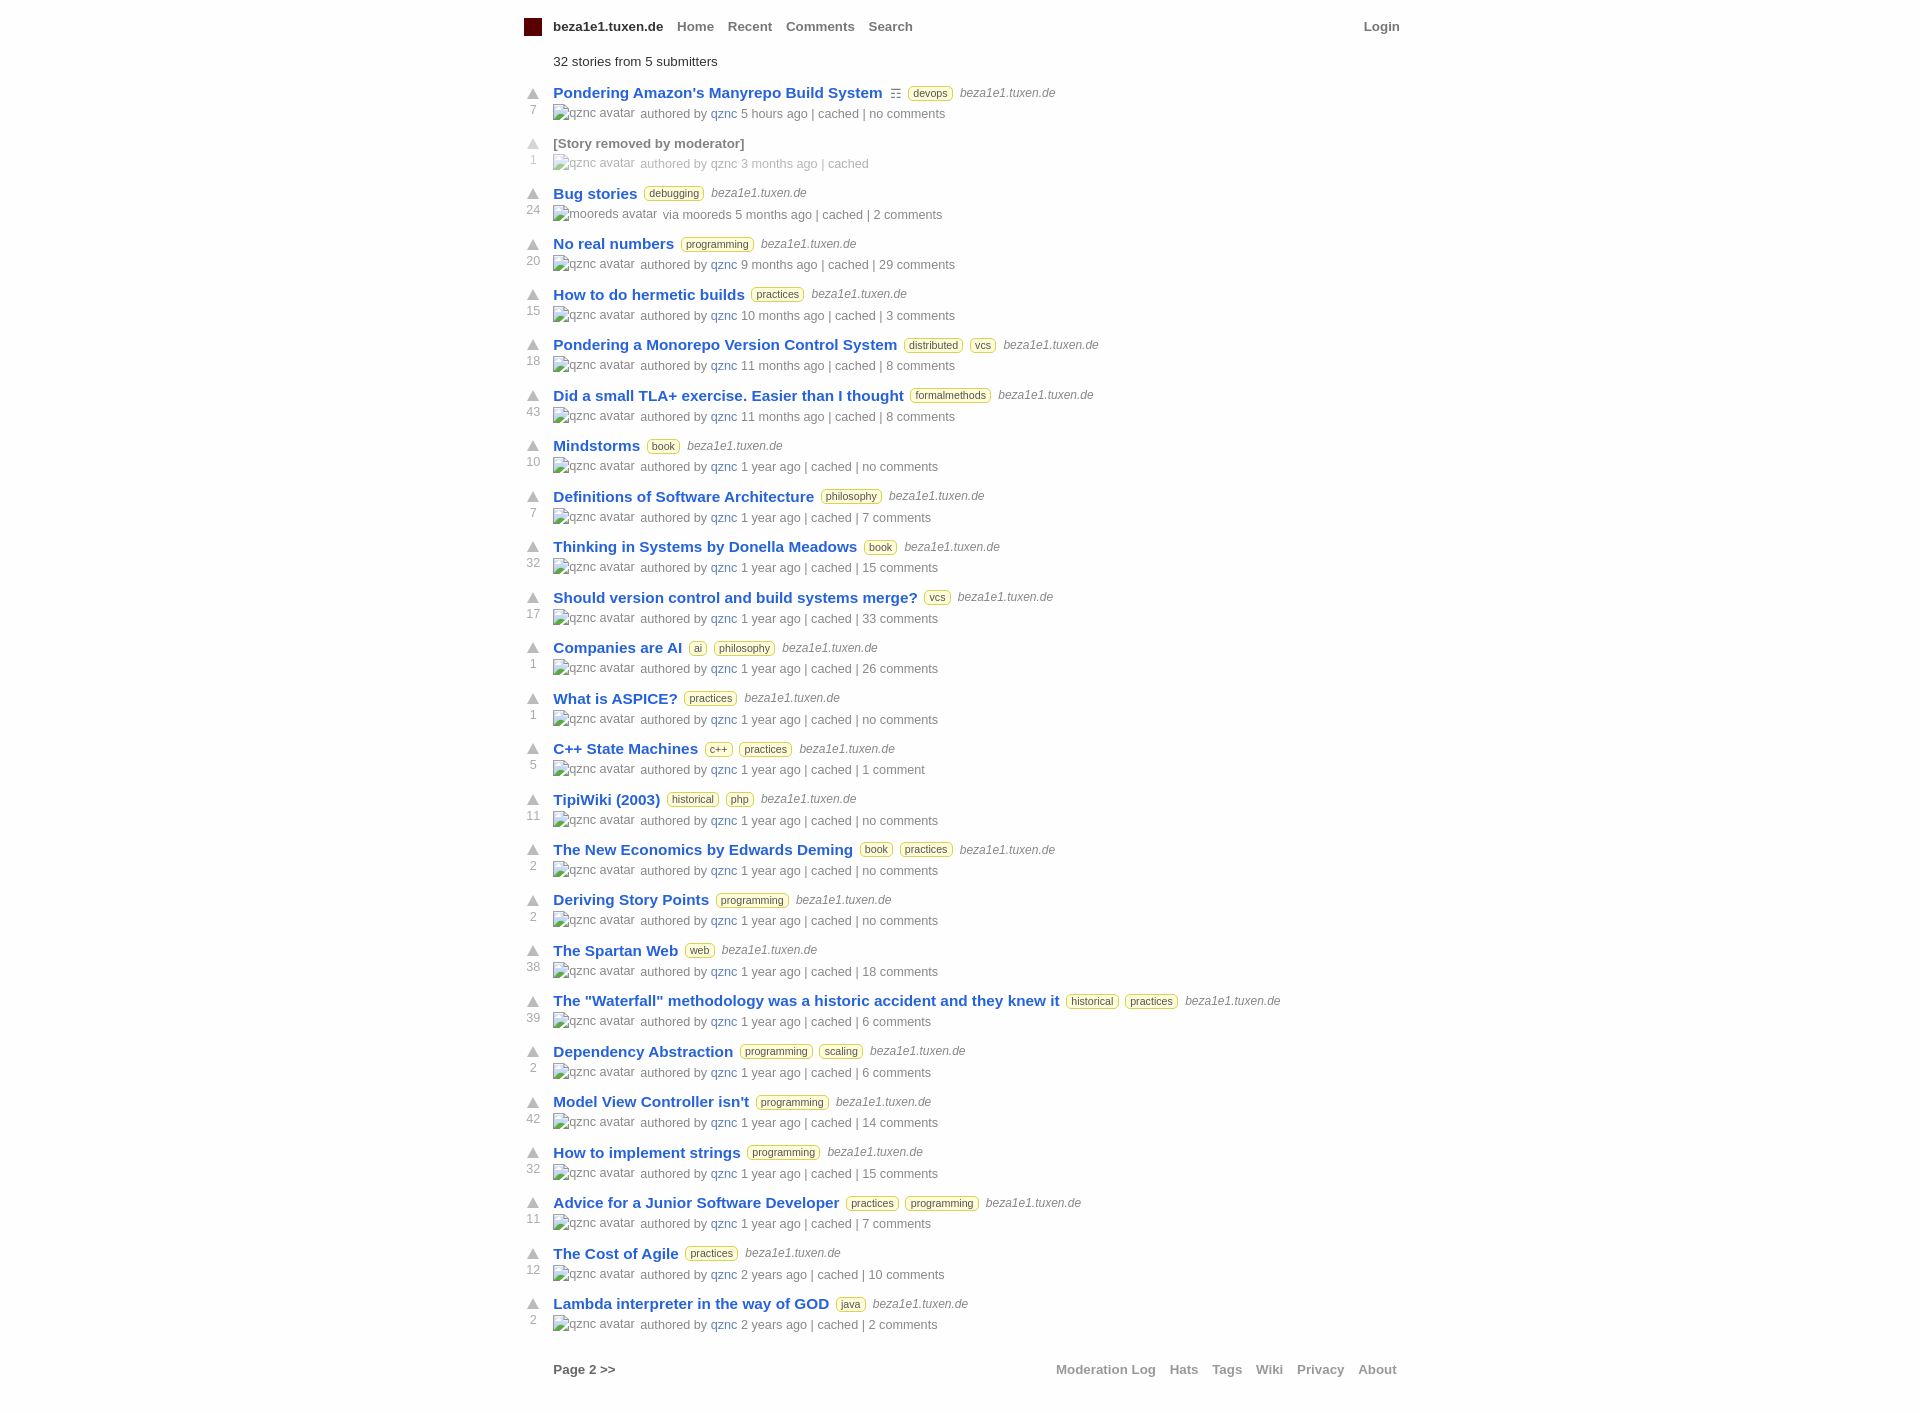 beza1e1.tuxen.de Home Recent Comments Search Login
32 stories from 5 submitters
Pondering Amazon's Manyrepo Build System ☶ devops beza1e1.tuxen.de
7 qznc avatar authored by qznc 5 hours ago | cached | no comments
[Story removed by moderator]
1 qznc avatar authored by qznc 3 months ago | cached
Bug stories debugging beza1e1.tuxen.de
24 mooreds avatar via mooreds 5 months ago | cached | 2 comments
No real numbers programming beza1e1.tuxen.de
20 qznc avatar authored by qznc 9 months ago | cached | 29 comments
How to do hermetic builds practices beza1e1.tuxen.de
15 qznc avatar authored by qznc 10 months ago | cached | 3 comments
Pondering a Monorepo Version Control System distributed vcs beza1e1.tuxen.de
18 qznc avatar authored by qznc 11 months ago | cached | 8 comments
Did a small TLA+ exercise. Easier than I thought formalmethods beza1e1.tuxen.de
43 qznc avatar authored by qznc 11 months ago | cached | 8 comments
Mindstorms book beza1e1.tuxen.de
10 qznc avatar authored by qznc 1 year ago | cached | no comments
Definitions of Software Architecture philosophy beza1e1.tuxen.de
7 qznc avatar authored by qznc 1 year ago | cached | 7 comments
Thinking in Systems by Donella Meadows book beza1e1.tuxen.de
32 qznc avatar authored by qznc 1 year ago | cached | 15 comments
Should version control and build systems merge? vcs beza1e1.tuxen.de
17 qznc avatar authored by qznc 1 year ago | cached | 33 comments
Companies are AI ai philosophy beza1e1.tuxen.de
1 qznc avatar authored by qznc 1 year ago | cached | 26 comments
What is ASPICE? practices beza1e1.tuxen.de
1 qznc avatar authored by qznc 1 year ago | cached | no comments
C++ State Machines c++ practices beza1e1.tuxen.de
5 qznc avatar authored by qznc 1 year ago | cached | 1 comment
TipiWiki (2003) historical php beza1e1.tuxen.de
11 qznc avatar authored by qznc 1 year ago | cached | no comments
The New Economics by Edwards Deming book practices beza1e1.tuxen.de
2 qznc avatar authored by qznc 1 year ago | cached | no comments
Deriving Story Points programming beza1e1.tuxen.de
2 qznc avatar authored by qznc 1 year ago | cached | no comments
The Spartan Web web beza1e1.tuxen.de
38 qznc avatar authored by qznc 1 year ago | cached | 18 comments
The "Waterfall" methodology was a historic accident and they knew it historical practices beza1e1.tuxen.de
39 qznc avatar authored by qznc 1 year ago | cached | 6 comments
Dependency Abstraction programming scaling beza1e1.tuxen.de
2 qznc avatar authored by qznc 1 year ago | cached | 6 comments
Model View Controller isn't programming beza1e1.tuxen.de
42 qznc avatar authored by qznc 1 year ago | cached | 14 comments
How to implement strings programming beza1e1.tuxen.de
32 qznc avatar authored by qznc 1 year ago | cached | 15 comments
Advice for a Junior Software Developer practices programming beza1e1.tuxen.de
11 qznc avatar authored by qznc 1 year ago | cached | 7 comments
The Cost of Agile practices beza1e1.tuxen.de
12 qznc avatar authored by qznc 2 years ago | cached | 10 comments
Lambda interpreter in the way of GOD java beza1e1.tuxen.de
2 qznc avatar authored by qznc 2 years ago | cached | 2 comments
Page 2 >> Moderation Log Hats Tags Wiki Privacy About